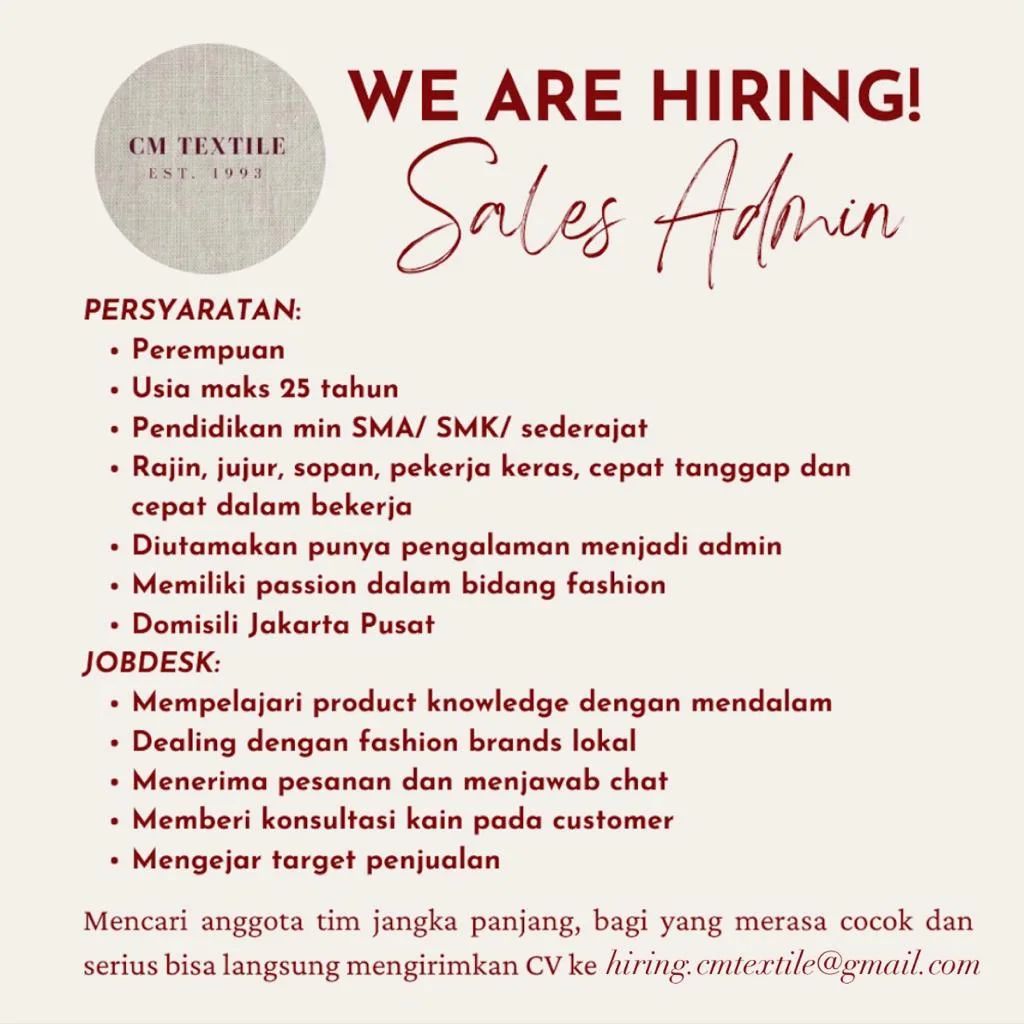 CM TEXTILE
EST. 1993
WE ARE HIRING!
Sales Admin
PERSYARATAN:
• Perempuan
• Usia maks 25 tahun
• Pendidikan min SMA/ SMK/ sederajat
• Rajin, jujur, sopan, pekerja keras, cepat tanggap dan
cepat dalam bekerja
• Diutamakan punya pengalaman menjadi admin
• Memiliki passion dalam bidang fashion
• Domisili Jakarta Pusat
JOBDESK:
• Mempelajari product knowledge dengan mendalam
• Dealing dengan fashion brands lokal
• Menerima pesanan dan menjawab chat
• Memberi konsultasi kain pada customer
• Mengejar target penjualan
Mencari anggota tim jangka panjang, bagi yang merasa cocok dan
serius bisa langsung mengirimkan CV ke hiring.cmtextile@gmail.com